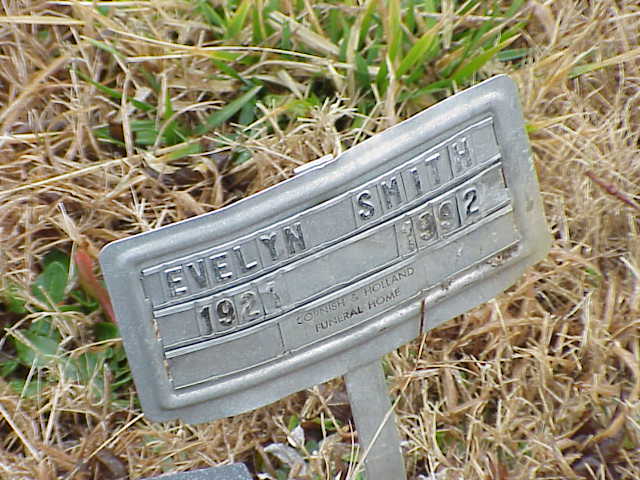 EVELYN SMITH
1921 1992
CORNISH & HOLLAND
FUNERAL HOME